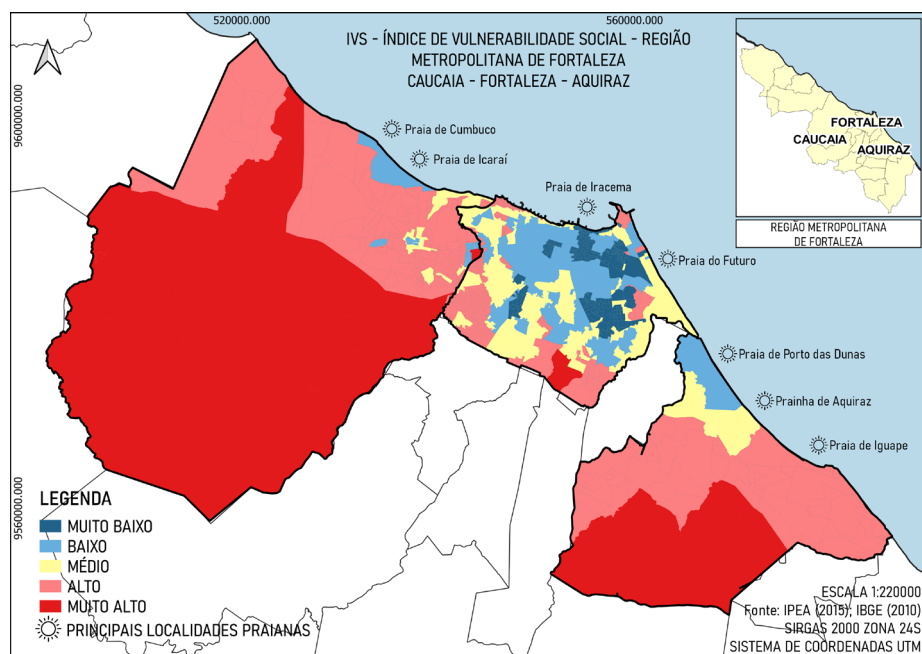 520000.000
560000.000
IVS - ÍNDICE DE VULNERABILIDADE SOCIAL - REGIÃO
METROPOLITANA DE FORTALEZA
CAUCAIA - FORTALEZA - AQUIRAZ
9600000.000
9560000.000
FORTALEZA
CAUCAIA
AQUIRAZ
REGIÃO METROPOLITANA
DE FORTALEZA
Praia de Cumbuco
Praia de Icaraí
Praia de Iracema
Praia do Futuro
Praia de Porto das Dunas
Prainha de Aquiraz
Praia de Iguape
LEGENDA
MUITO BAIXO
BAIXO
MÉDIO
ALTO
MUITO ALTO
PRINCIPAIS LOCALIDADES PRAIANAS
ESCALA 1:220000
Fonte: IPEA (2015); IBGE (2010)
SIRGAS 2000 ZONA 24S
SISTEMA DE COORDENADAS UTM